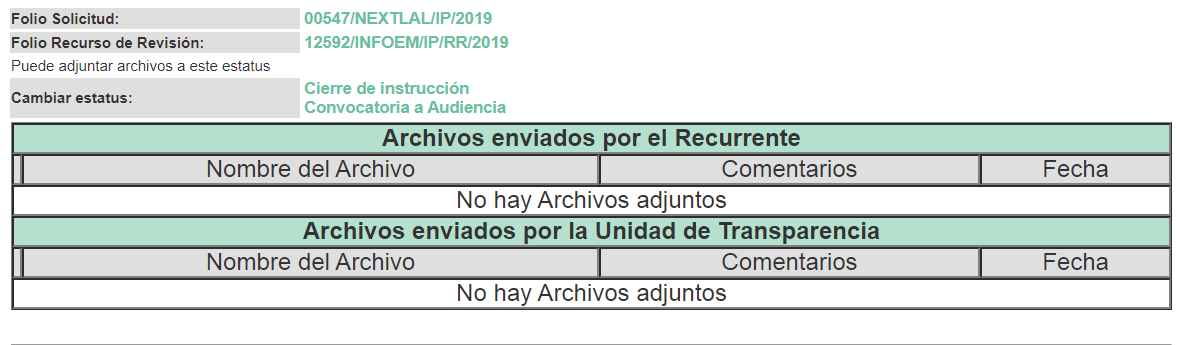 Folio Solicitud: 00547/NEXTLAL/IP/2019
Folio Recurso de Revisión: 12592/INFOEM/IP/RR/2019
Puede adjuntar archivos a este estatus
Cambiar estatus: Cierre de instrucción
Convocatoria a Audiencia
Archivos enviados por el Recurrente
Nombre del Archivo Comentarios Fecha
No hay Archivos adjuntos
Archivos enviados por la Unidad de Transparencia
Nombre del Archivo Comentarios Fecha
No hay Archivos adjuntos